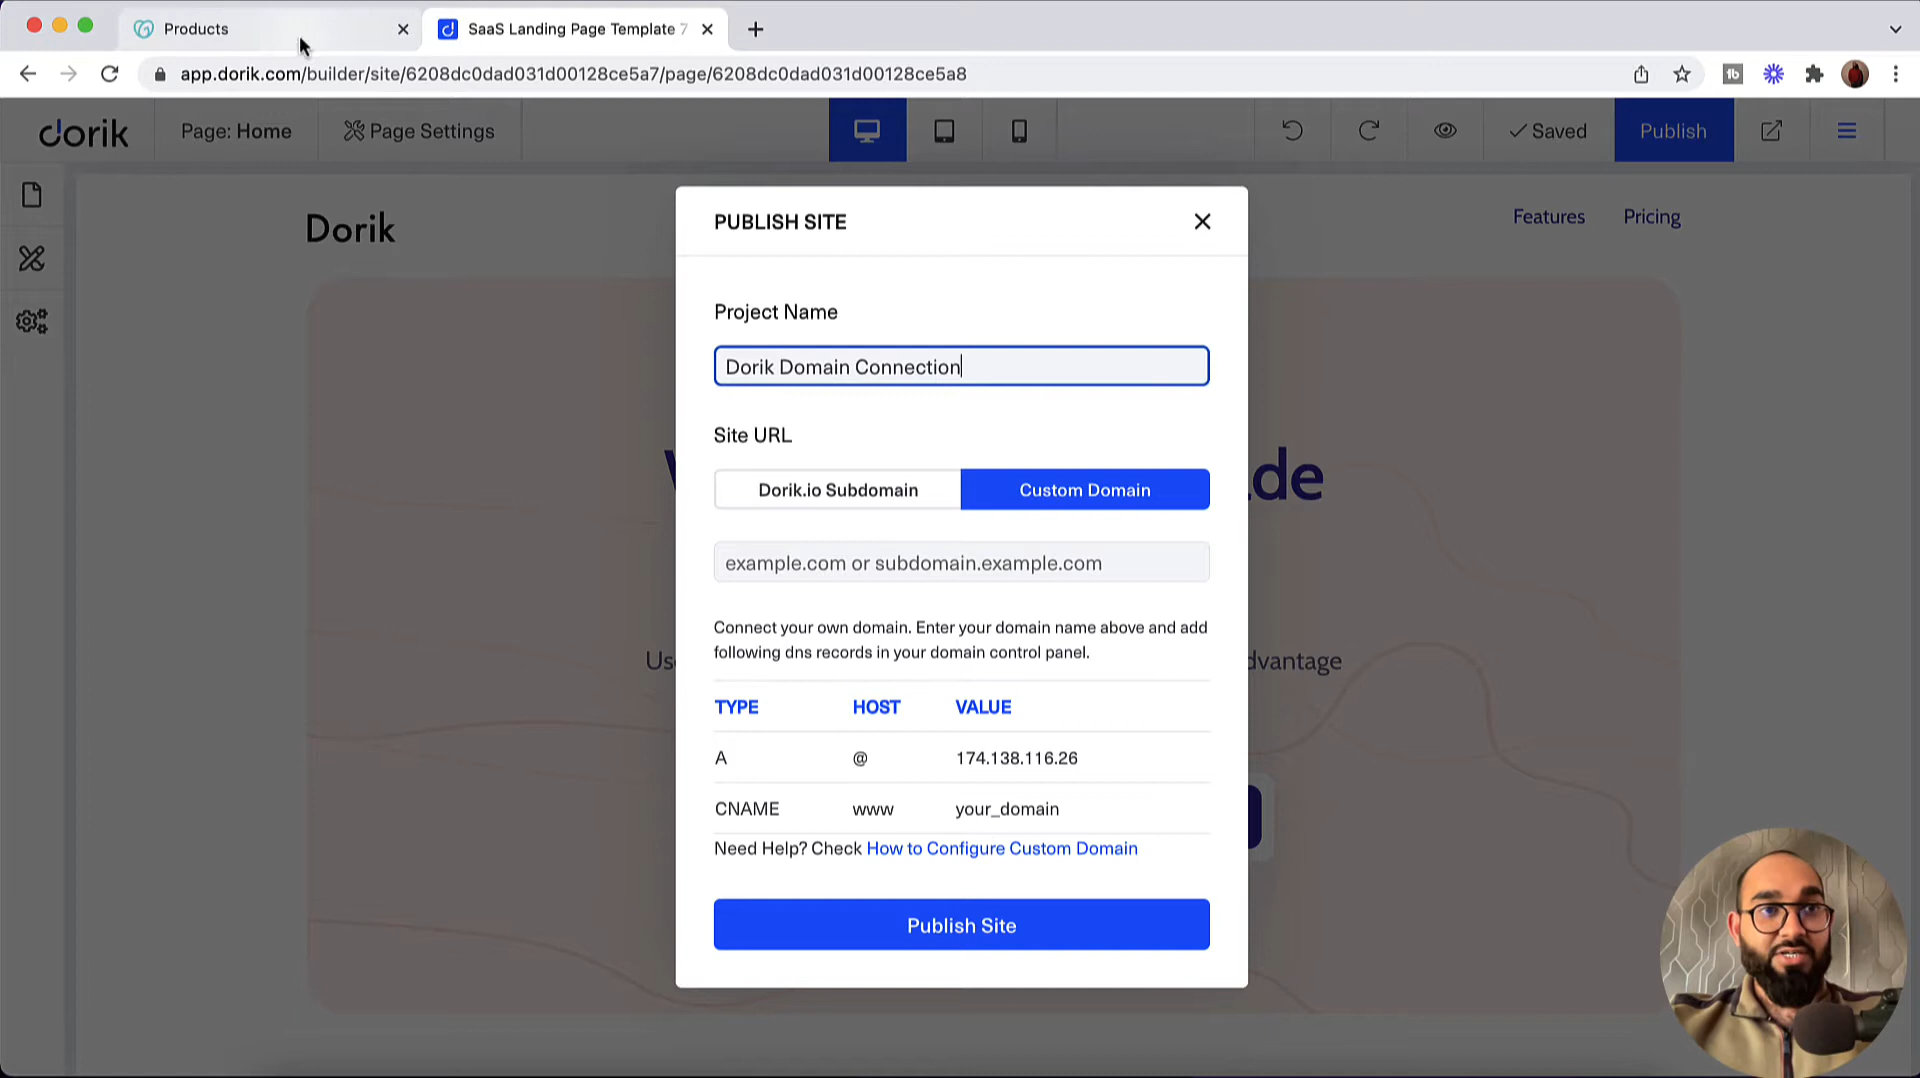 Products
SaaS Landing Page Template 7
app.dorik.com/builder/site/6208dc0dad031d00128ce5a7/page/6208dc0dad031d00128ce5a8
dorik
Page: Home
Page Settings
Saved
Publish
Dorik
Features
Pricing
PUBLISH SITE
Project Name
Dorik Domain Connection
Site URL
Dorik.io Subdomain
Custom Domain
example.com or subdomain.example.com
Connect your own domain. Enter your domain name above and add
following dns records in your domain control panel.
TYPE HOST VALUE
A @ 174.138.116.26
CNAME www your_domain
Need Help? Check How to Configure Custom Domain
Publish Site